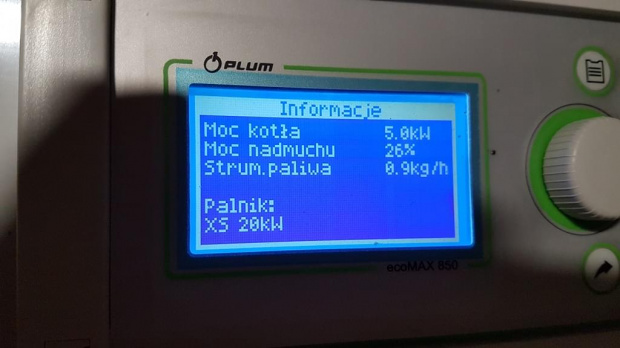 PLUM
Informacje
Moc kotła 5.0kW
Moc nadmuchu 26%
Strum.paliwa 0.9kg/h
Palnik:
XS 20kW
ecoMAX 850